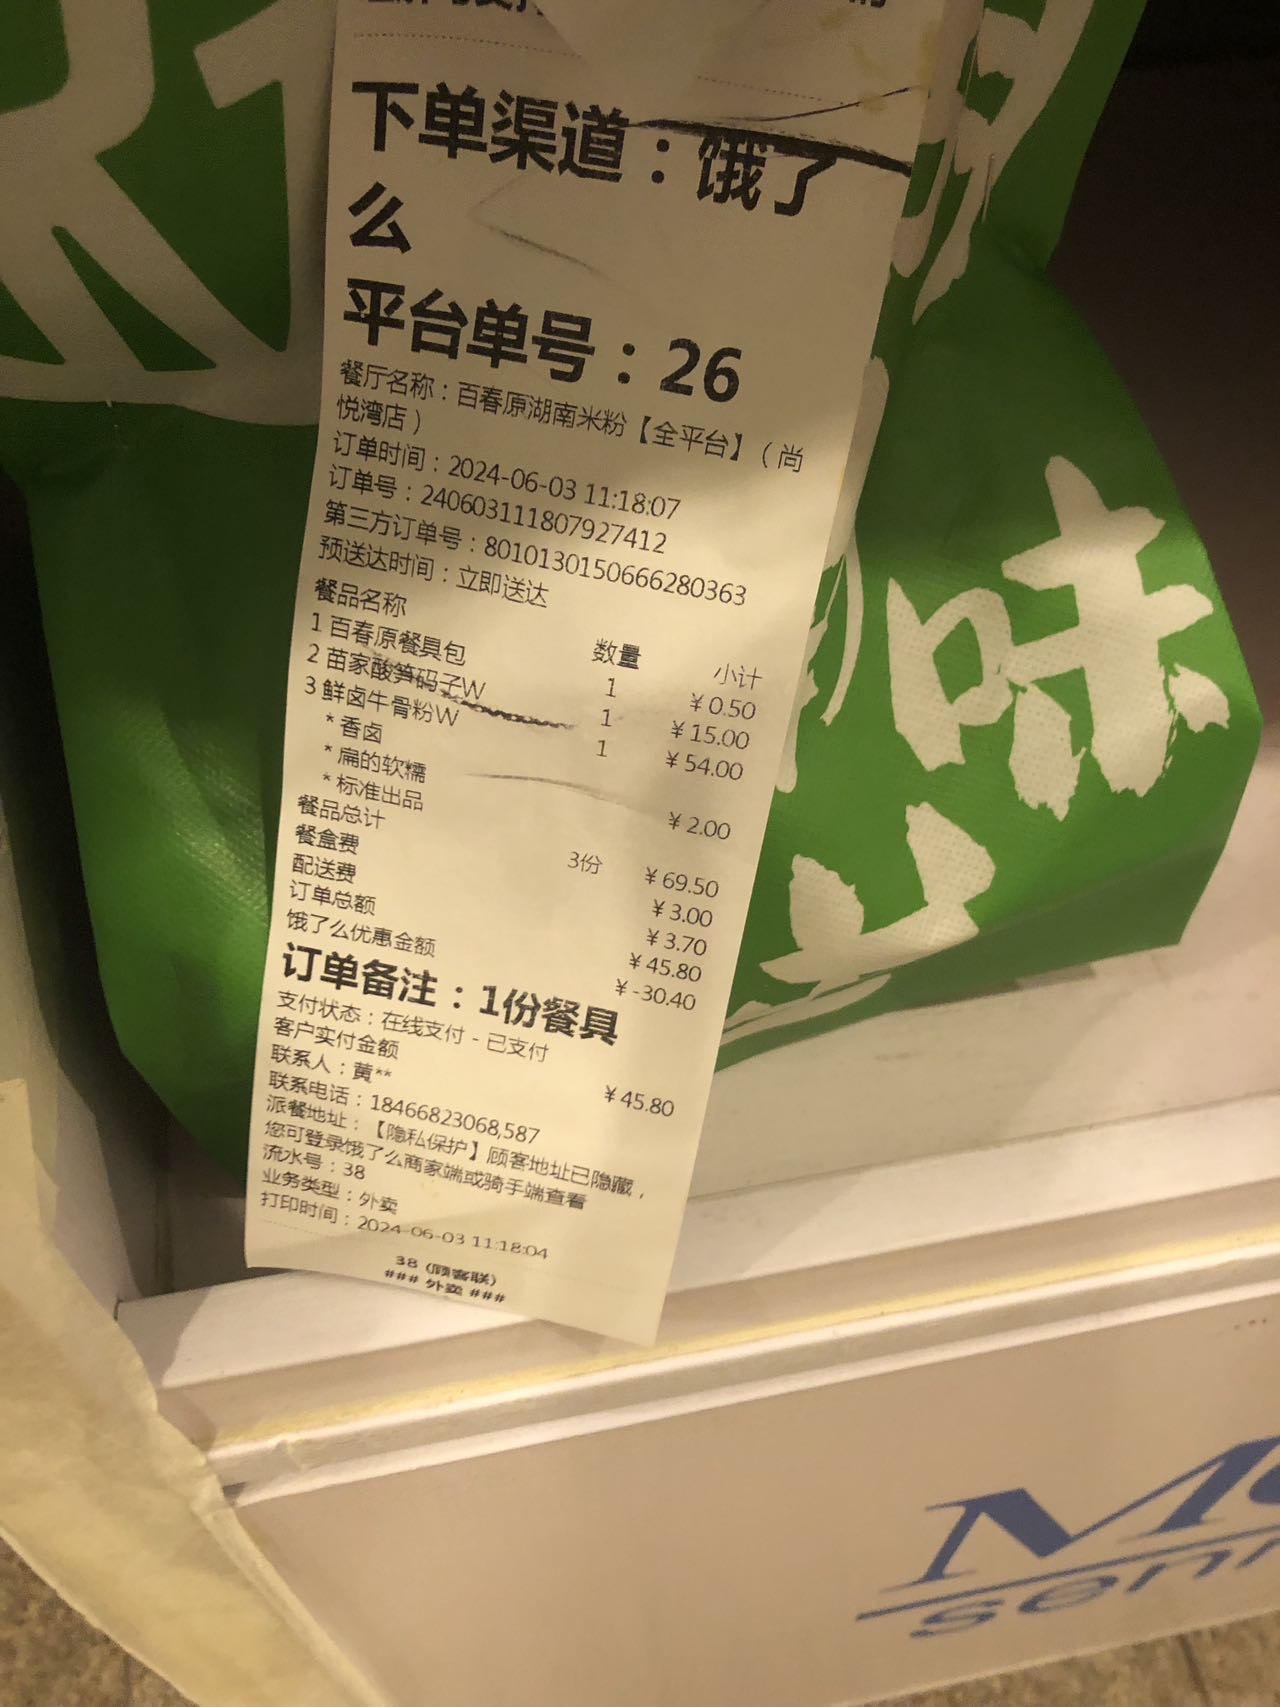 下单渠道：饿了
么
平台单号：26
餐厅名称：百春原湖南米粉【全平台】（尚
悦湾店）
订单时间：2024-06-03 11:18:07
订单号：240603111807927412
第三方订单号：8010130150666280363
预送达时间：立即送达
餐品名称 数量 小计
1 百春原餐具包 1 ￥0.50
2 苗家酸笋码子W 1 ￥15.00
3 鲜卤牛骨粉W 1 ￥54.00
*香卤
*扁的软糯 ￥2.00
*标准出品
餐品总计 3份 ￥69.50
餐盒费 ￥3.00
配送费 ￥3.70
订单总额 ￥45.80
饿了么优惠金额 ￥-30.40
订单备注：1份餐具
支付状态：在线支付 - 已支付
客户实付金额 ￥45.80
联系人：黄**
联系电话：18466823068,587
派餐地址：【隐私保护】顾客地址已隐藏，
您可登录饿了么商家端或骑手端查看
流水号：38
业务类型：外卖
打印时间：2024-06-03 11:18:04
38 (顾客联)
### 外卖 ###
味